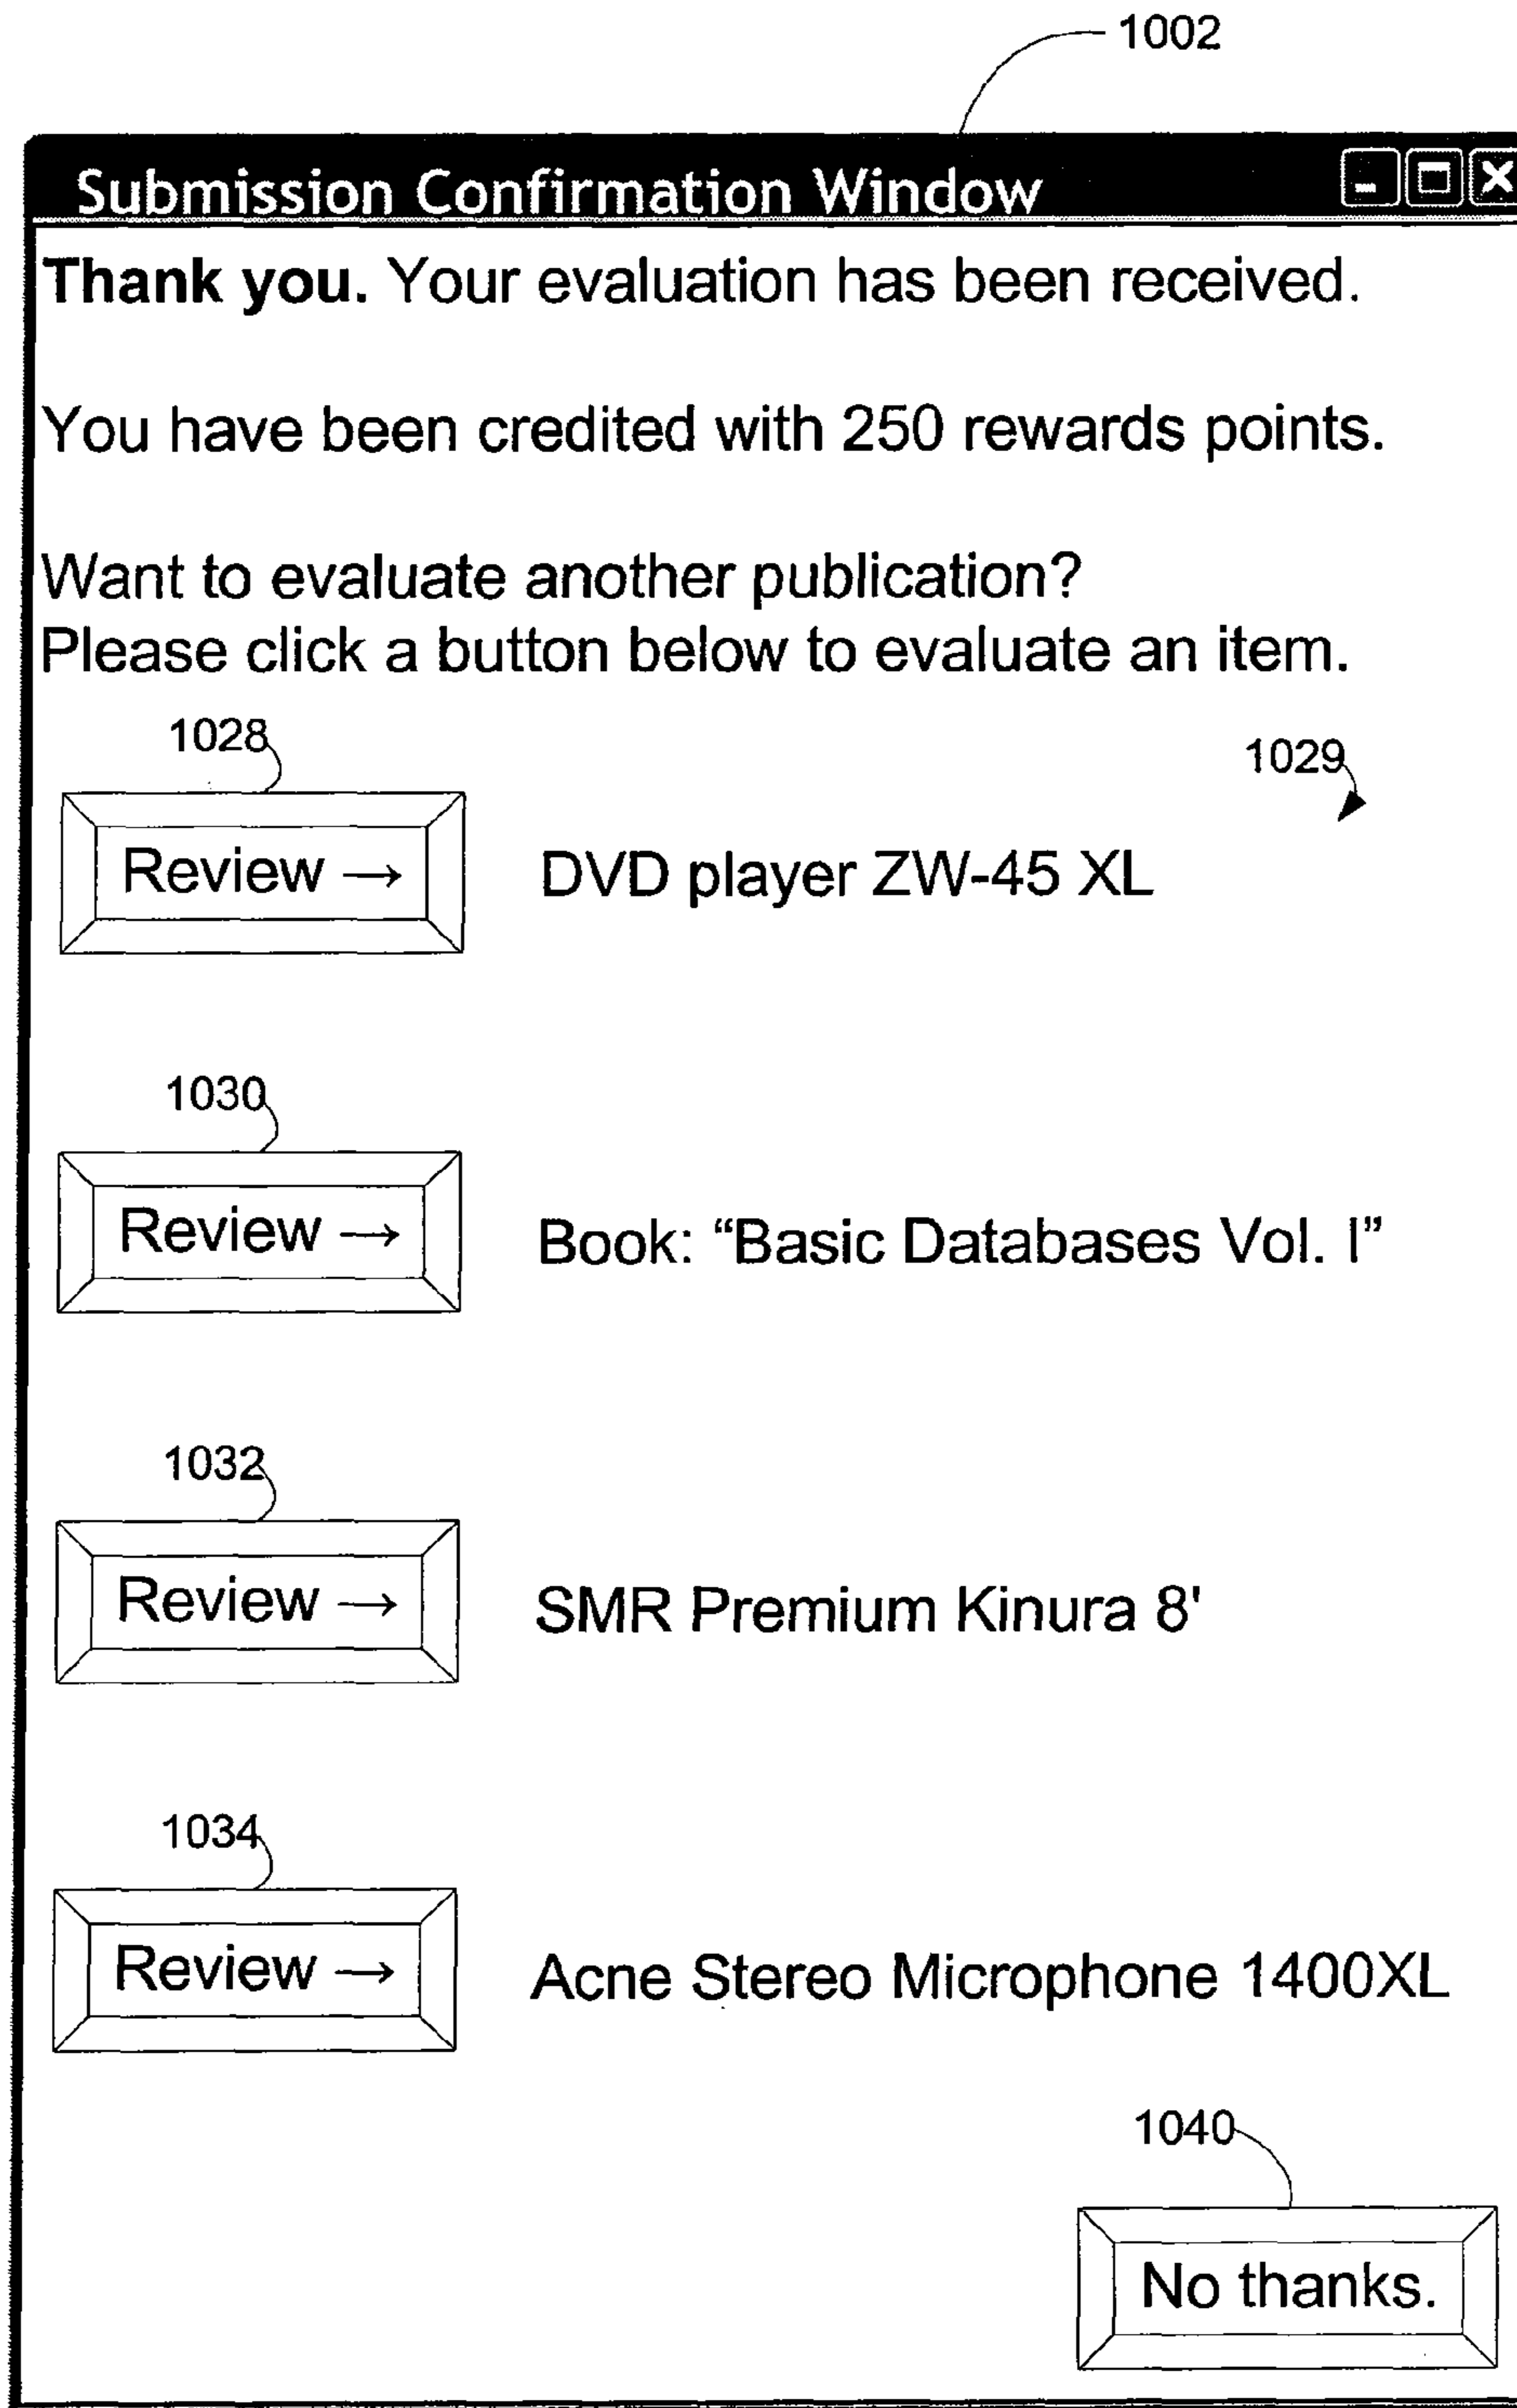 1002
Submission Confirmation Window
Thank you. Your evaluation has been received.
You have been credited with 250 rewards points.
Want to evaluate another publication?
Please click a button below to evaluate an item.
1028
1029
Review → DVD player ZW-45 XL
1030
Review → Book: “Basic Databases Vol. I”
1032
Review → SMR Premium Kinura 8'
1034
Review → Acne Stereo Microphone 1400XL
1040
No thanks.